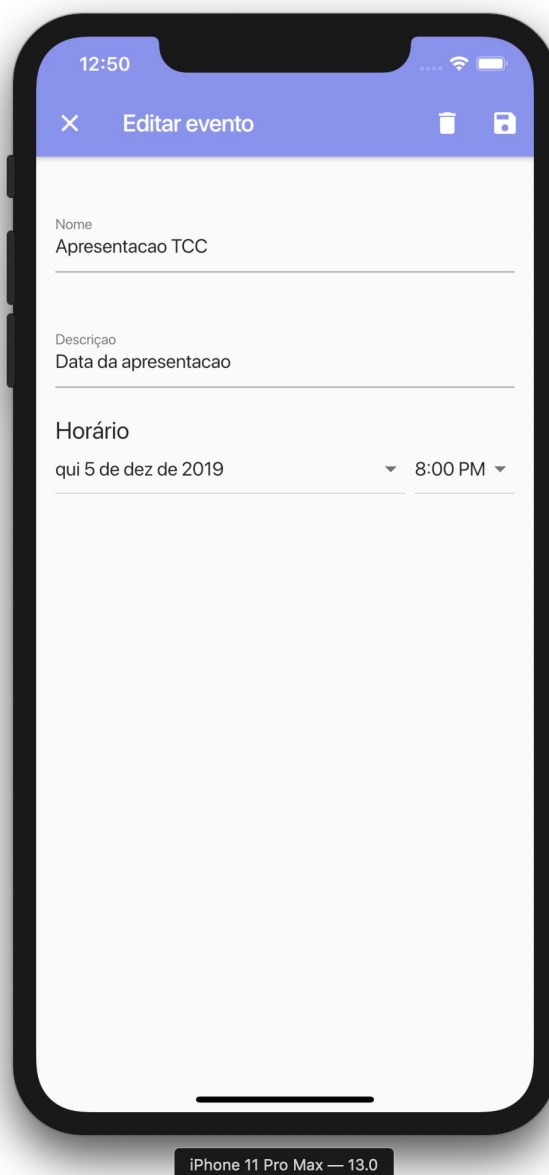 12:50
Editar evento
Nome
Apresentacao TCC
Descriçao
Data da apresentacao
Horário
qui 5 de dez de 2019 8:00 PM
iPhone 11 Pro Max — 13.0